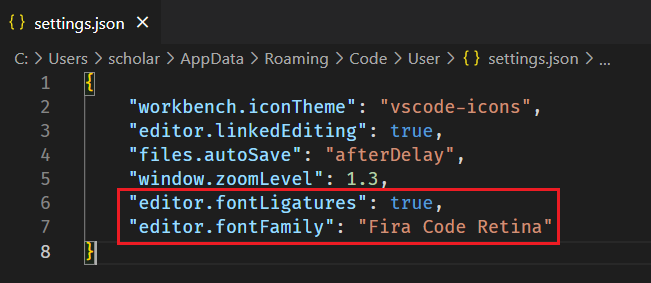 settings.json
C: > Users > scholar > AppData > Roaming > Code > User > {} settings.json > ...
1 {
2 "workbench.iconTheme": "vscode-icons",
3 "editor.linkedEditing": true,
4 "files.autoSave": "afterDelay",
5 "window.zoomLevel": 1.3,
6 "editor.fontLigatures": true,
7 "editor.fontFamily": "Fira Code Retina"
8 }